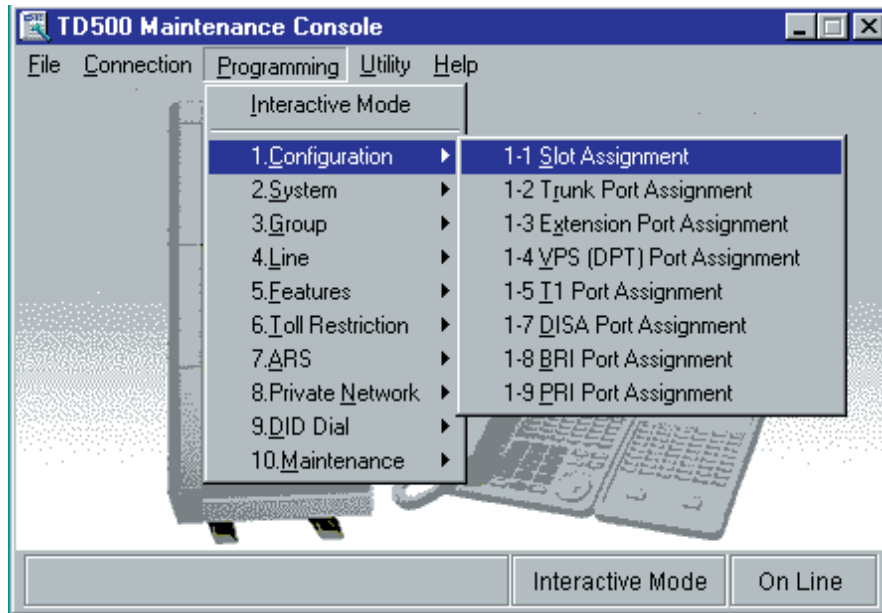 TD500 Maintenance Console
File Connection Programming Utility Help
Interactive Mode
1.Configuration
2.System
3.Group
4.Line
5.Features
6.Toll Restriction
7.ARS
8.Private Network
9.DID Dial
10.Maintenance
1-1 Slot Assignment
1-2 Trunk Port Assignment
1-3 Extension Port Assignment
1-4 VPS (DPT) Port Assignment
1-5 T1 Port Assignment
1-7 DISA Port Assignment
1-8 BRI Port Assignment
1-9 PRI Port Assignment
Interactive Mode On Line